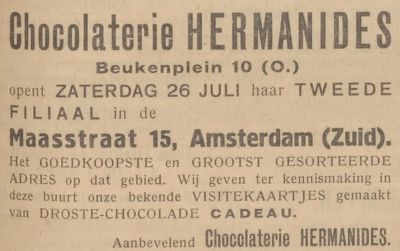 Chocolaterie HERMANIDES
Beukenplein 10 (O.)
opent ZATERDAG 26 JULI haar TWEEDE
FILIAAL in de
Maasstraat 15, Amsterdam (Zuid).
Het GOEDKOOPSTE en GROOTST GESORTEERDE
ADRES op dat gebied. Wij geven ter kennismaking in
deze buurt onze bekende VISITEKAARTJES gemaakt
van DROSTE-CHOCOLADE CADEAU.
Aanbevelend Chocolaterie HERMANIDES.